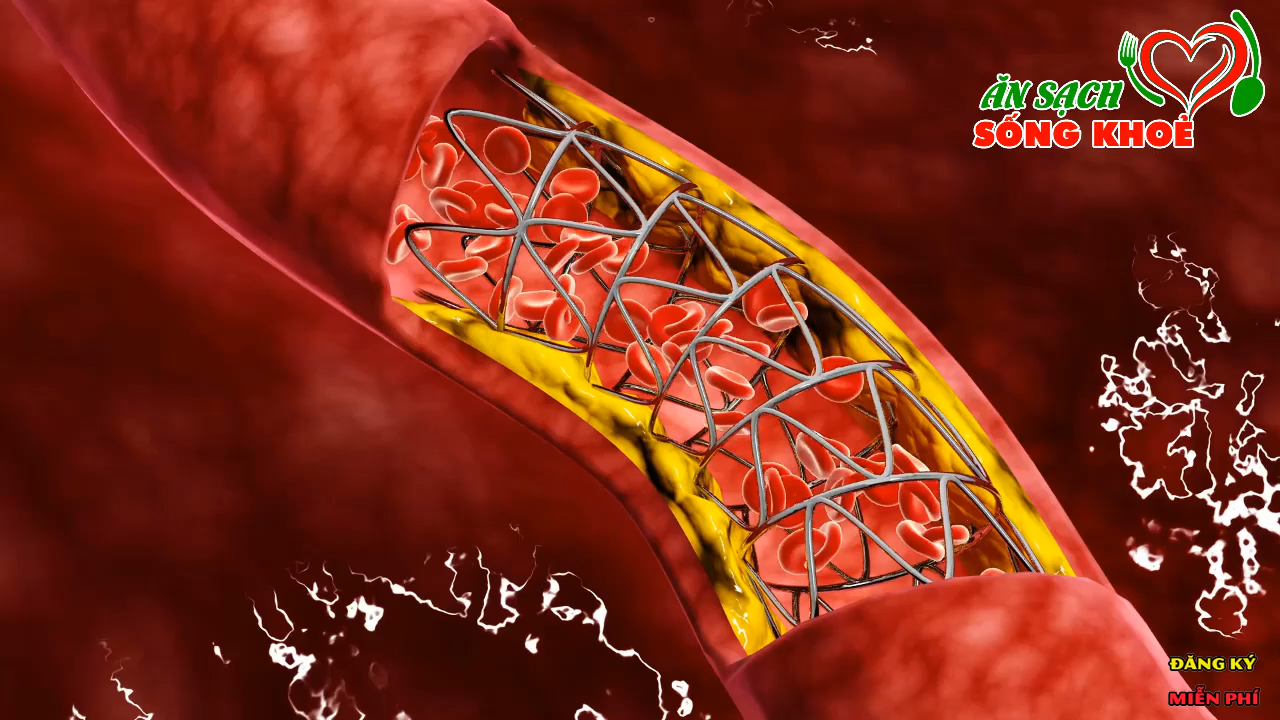 ĂN SẠCH
SỐNG KHOẺ
ĐĂNG KÝ
MIỄN PHÍ